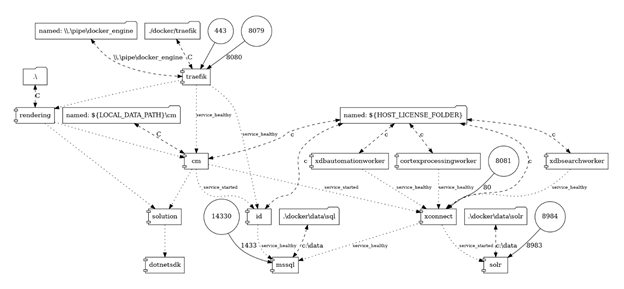 443
8079
named: \\.\pipe\docker_engine
./docker/traefik
\\.\pipe\docker_engine
C
8080
.\
traefik
C
rendering
named: ${LOCAL_DATA_PATH}\cm
service_healthy
named: ${HOST_LICENSE_FOLDER}
service_healthy
C
c
c
c
cm
c
xdbautomationworker
cortexprocessingworker
8081
c
xdbsearchworker
service_started
service_started
service_healthy
service_healthy
80
service_healthy
solution
14330
id
.\docker\data\sql
xconnect
.\docker\data\solr
8984
1433
service_healthy
c:\data
service_healthy
service_started
c:\data
8983
dotnetsdk
mssql
solr